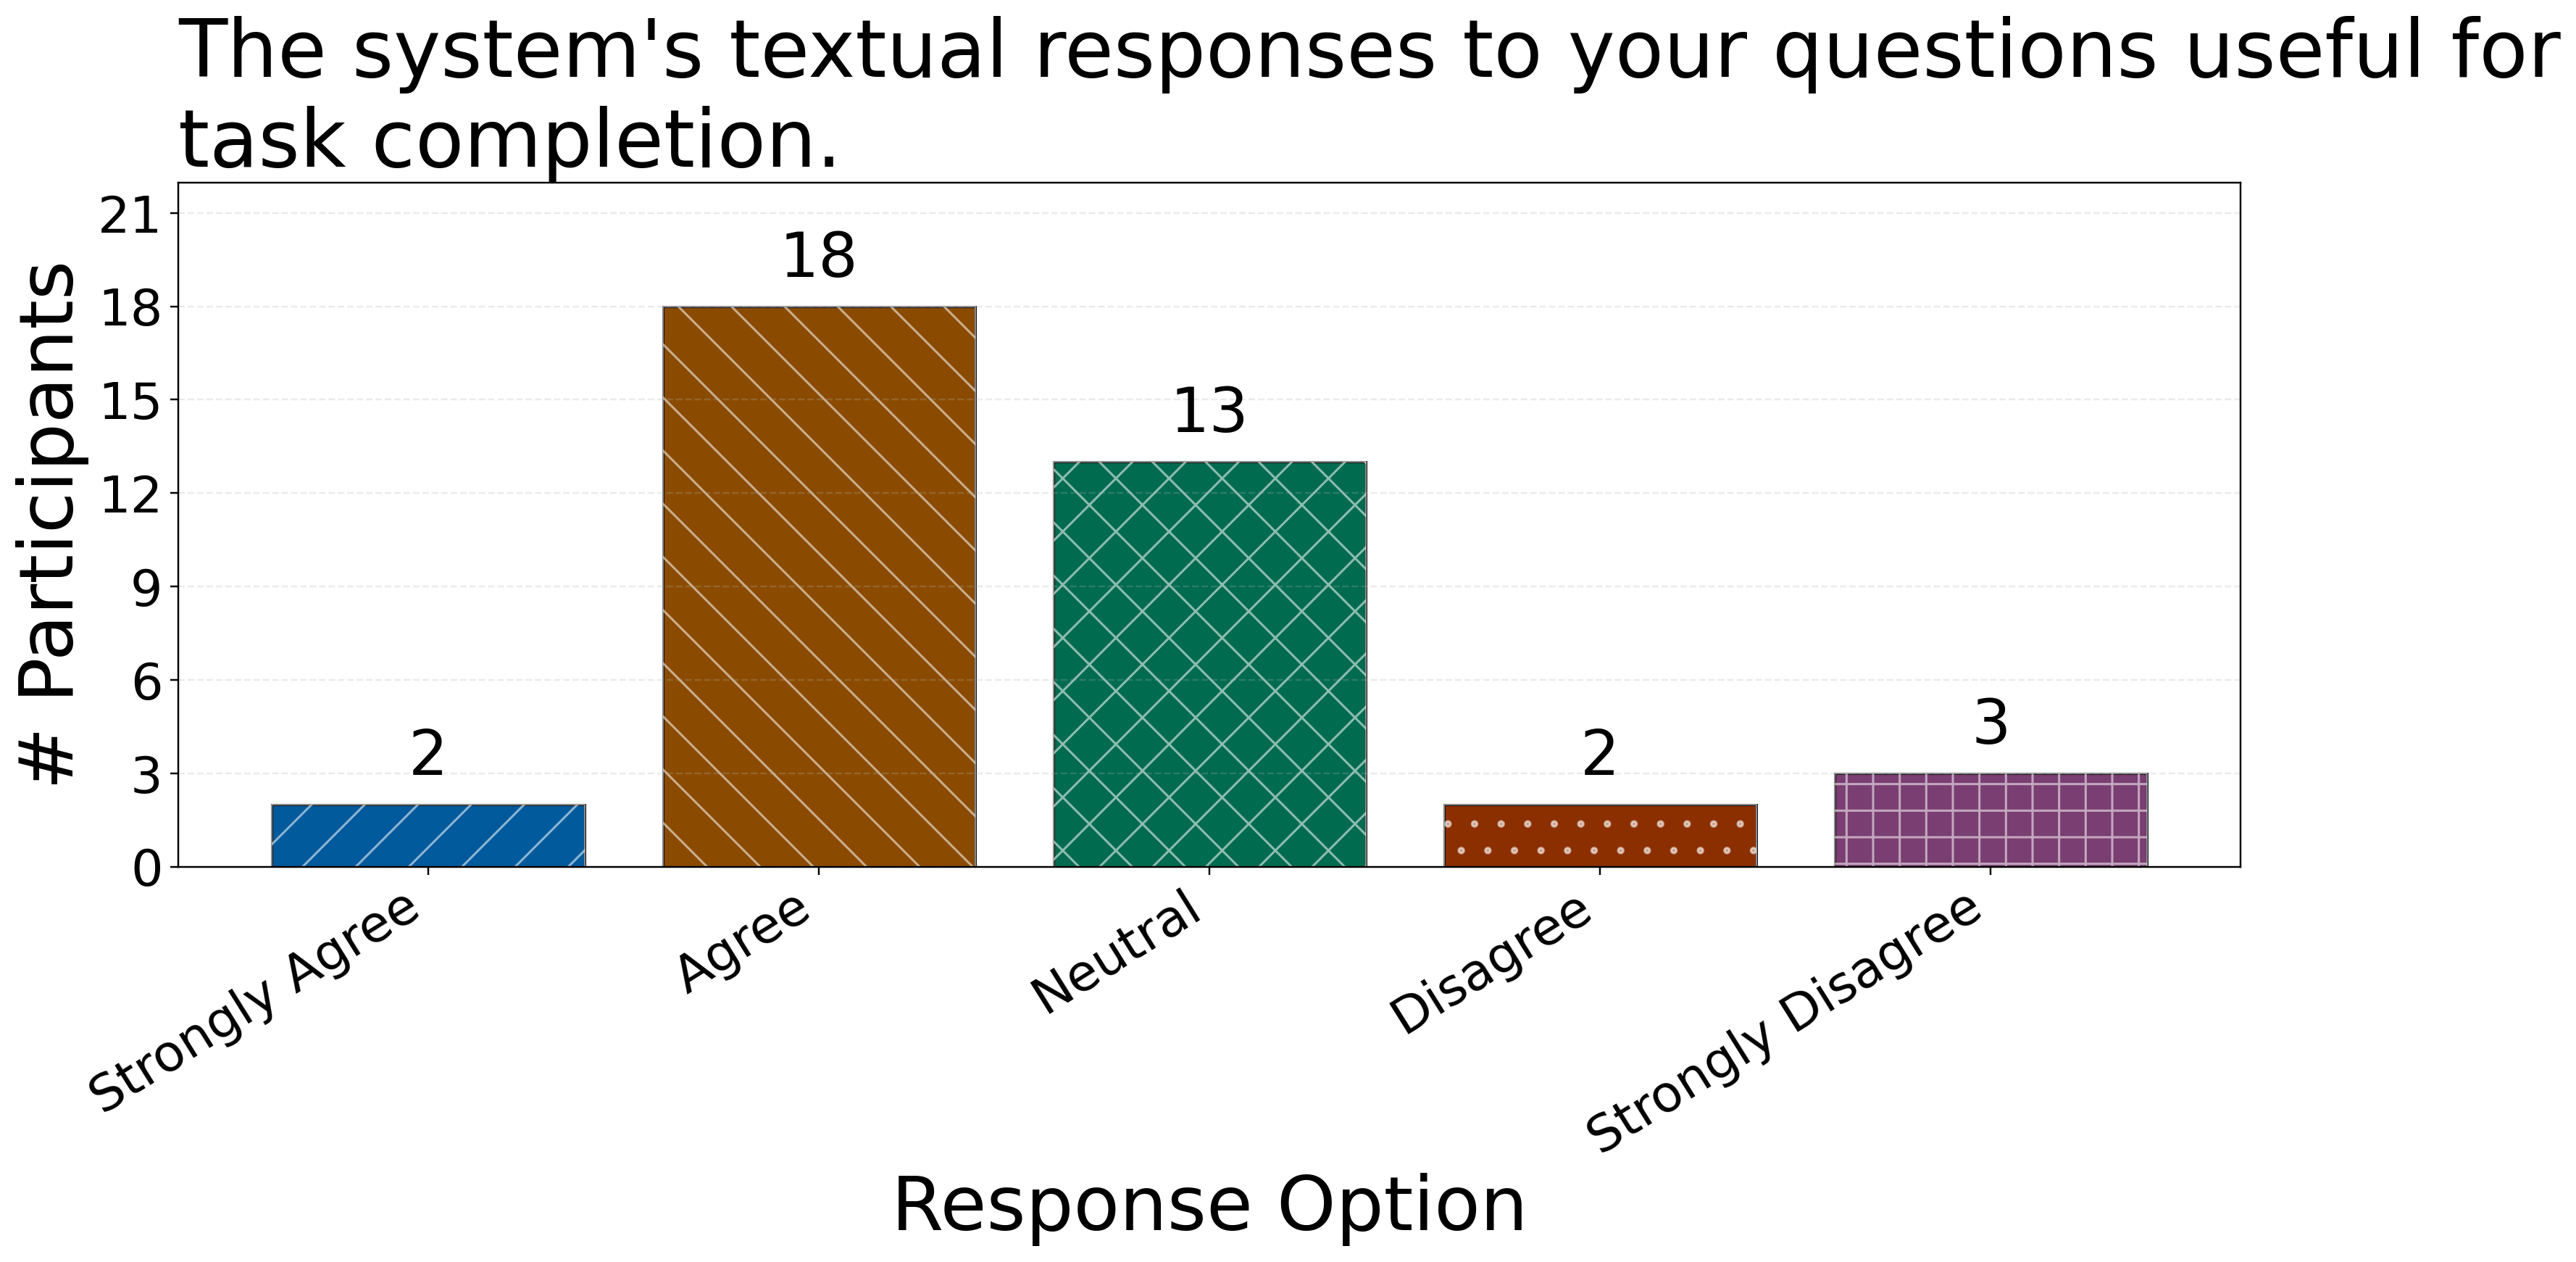 The system's textual responses to your questions useful for
task completion.
# Participants
21
18
15
12
9
6
3
0
2
18
13
2
3
Strongly Agree
Agree
Neutral
Disagree
Strongly Disagree
Response Option